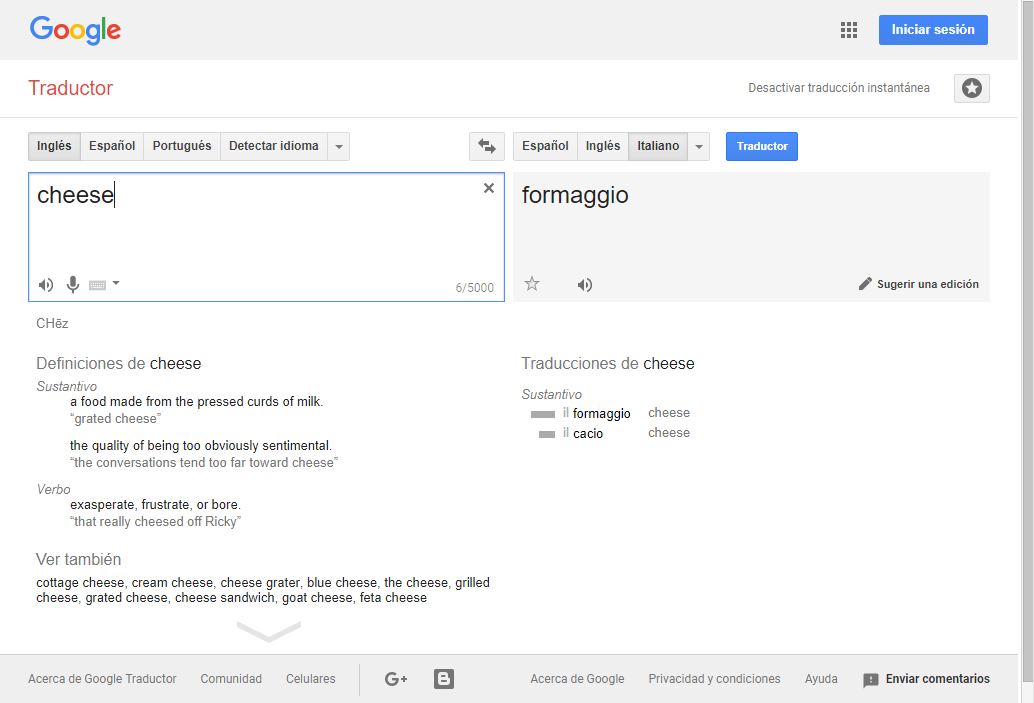 Google
Iniciar sesión
Traductor
Desactivar traducción instantánea
Inglés Español Portugués Detectar idioma
Español Inglés Italiano Traductor
cheese
formaggio
6/5000
Sugerir una edición
CHēz
Definiciones de cheese
Sustantivo
a food made from the pressed curds of milk.
“grated cheese”
the quality of being too obviously sentimental.
“the conversations tend too far toward cheese”
Verbo
exasperate, frustrate, or bore.
“that really cheesed off Ricky”
Ver también
cottage cheese, cream cheese, cheese grater, blue cheese, the cheese, grilled
cheese, grated cheese, cheese sandwich, goat cheese, feta cheese
Traducciones de cheese
Sustantivo
il formaggio cheese
il cacio cheese
Acerca de Google Traductor Comunidad Celulares G+ B Acerca de Google Privacidad y condiciones Ayuda Enviar comentarios